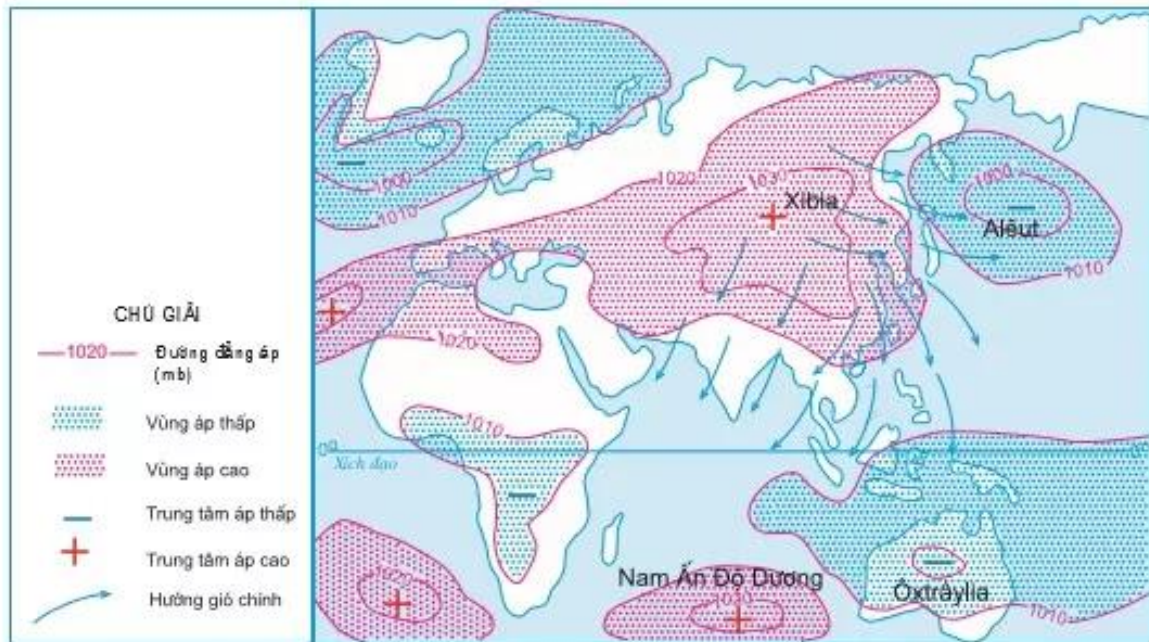 CHÚ GIẢI
1020 Đường đẳng áp
(mb)
Vùng áp thấp
Vùng áp cao
Trung tâm áp thấp
Trung tâm áp cao
Hướng gió chính
1000
1010
1020
1030
Xibia
1000
Alêut
1010
1020
1010
0°
Xích đạo
0°
1020
Nam Ấn Độ Dương
1030
Ôxtrâylia
1010